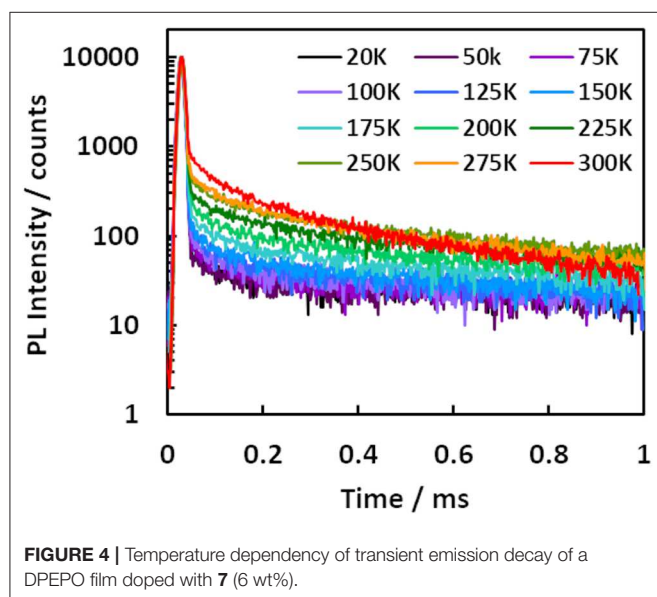 10000
1000
100
10
1
PL Intensity / counts
20K 50k 75K
100K 125K 150K
175K 200K 225K
250K 275K 300K
0 0.2 0.4 0.6 0.8 1
Time / ms
FIGURE 4 | Temperature dependency of transient emission decay of a
DPEPO film doped with 7 (6 wt%).